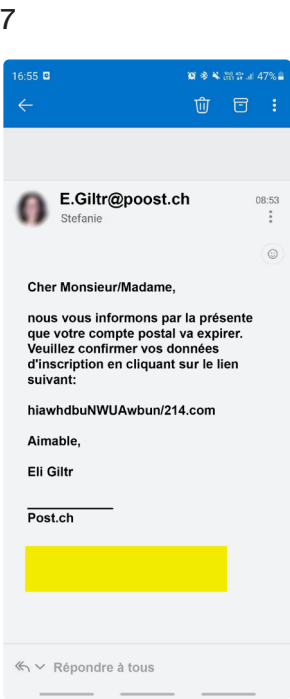 7
16:55
47%
E.Giltr@poost.ch
08:53
Stefanie
Cher Monsieur/Madame,
nous vous informons par la présente
que votre compte postal va expirer.
Veuillez confirmer vos données
d'inscription en cliquant sur le lien
suivant:
hiawhdbuNWUAwbun/214.com
Aimable,
Eli Giltr
Post.ch
Répondre à tous